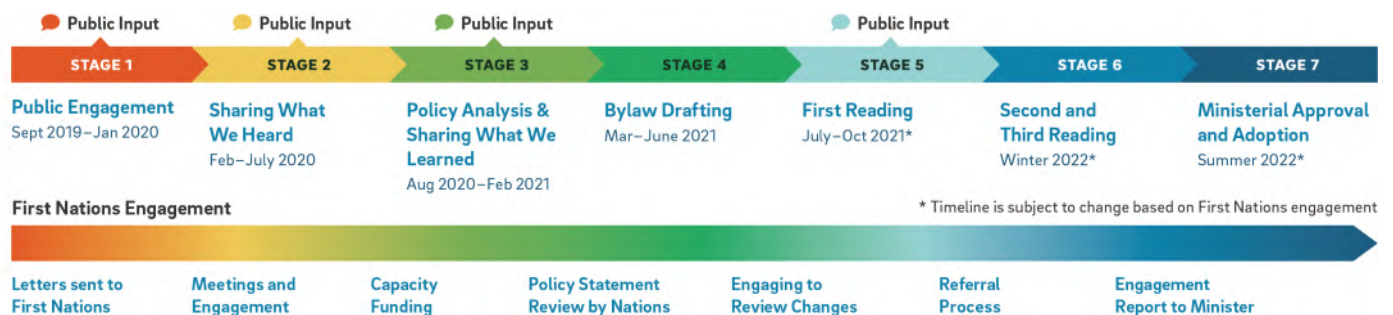 Public Input
Public Input
Public Input
Public Input
STAGE 1
STAGE 2
STAGE 3
STAGE 4
STAGE 5
STAGE 6
STAGE 7
Public Engagement
Sept 2019–Jan 2020
Sharing What
We Heard
Feb–July 2020
Policy Analysis &
Sharing What We
Learned
Aug 2020–Feb 2021
Bylaw Drafting
Mar–June 2021
First Reading
July–Oct 2021*
Second and
Third Reading
Winter 2022*
Ministerial Approval
and Adoption
Summer 2022*
First Nations Engagement
* Timeline is subject to change based on First Nations engagement
Letters sent to
First Nations
Meetings and
Engagement
Capacity
Funding
Policy Statement
Review by Nations
Engaging to
Review Changes
Referral
Process
Engagement
Report to Minister